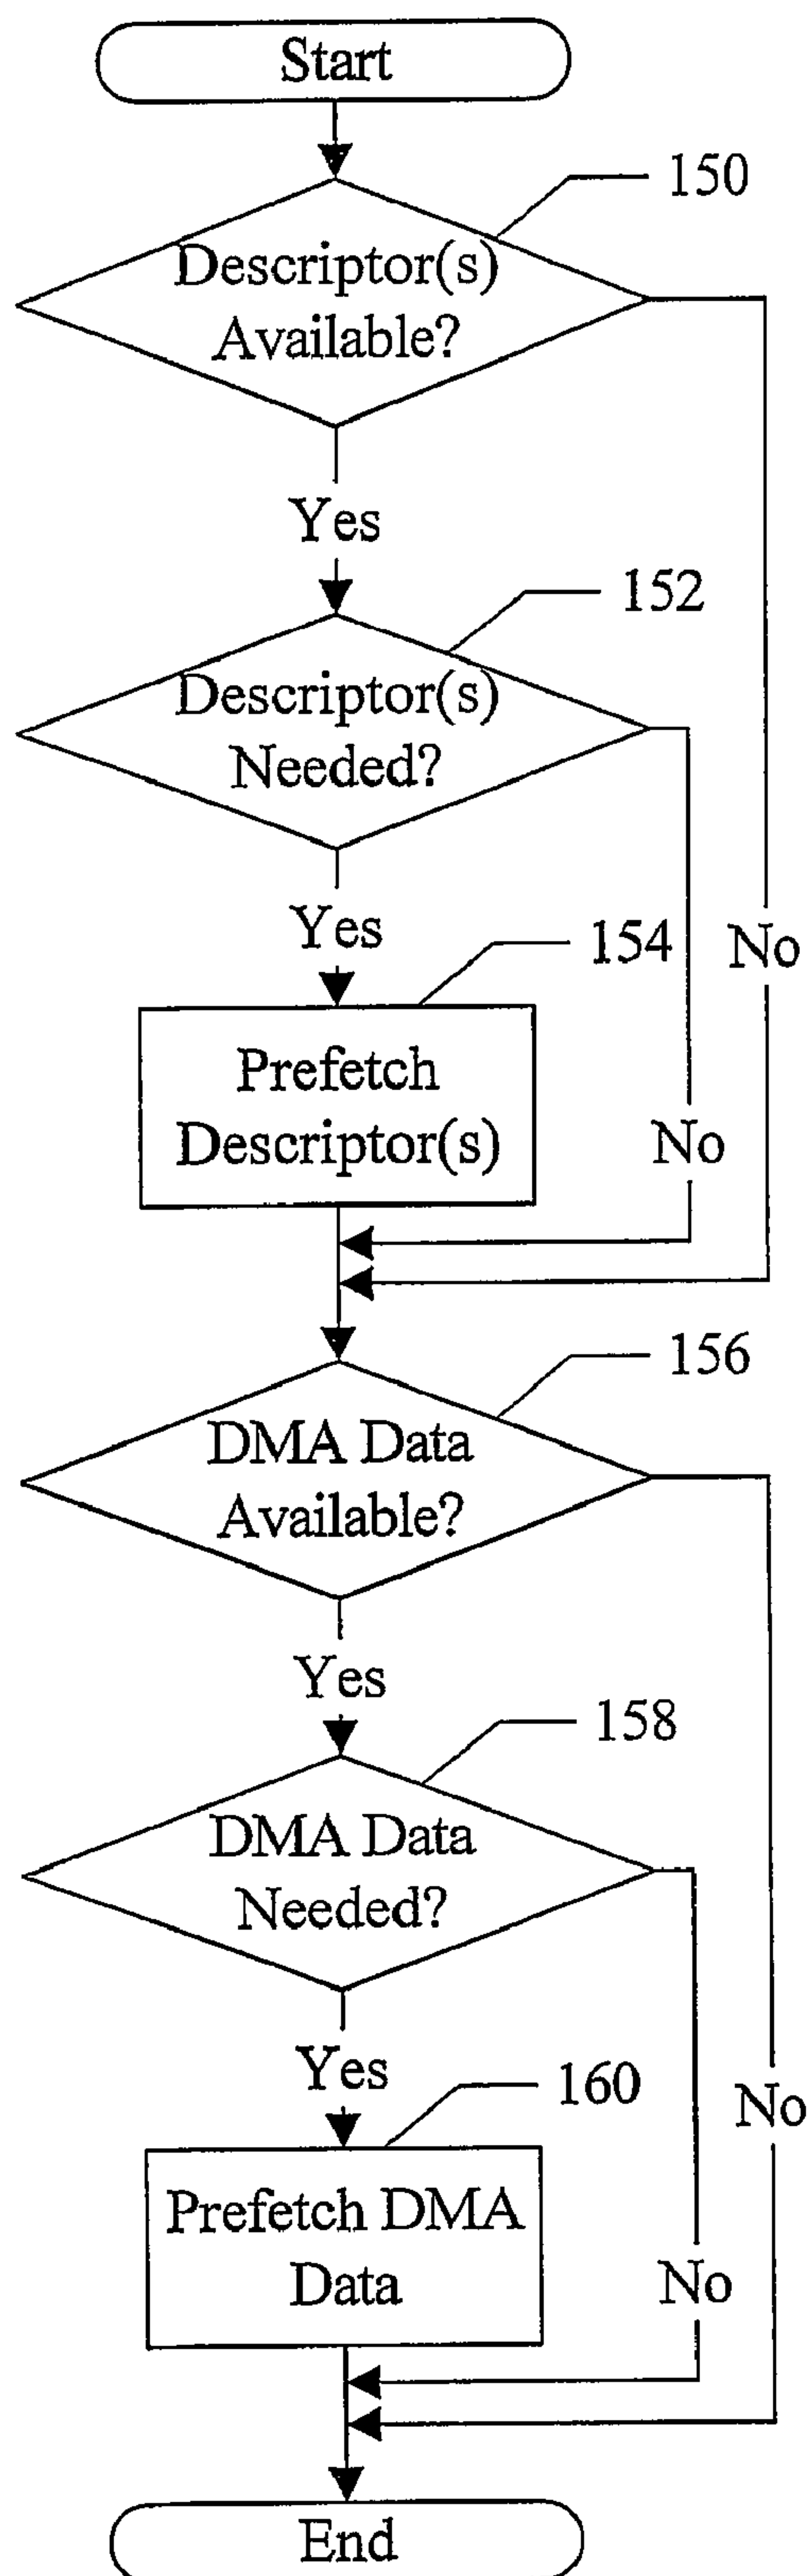 Start
150
Descriptor(s)
Available?
Yes
152
Descriptor(s)
Needed?
Yes
154
No
Prefetch
Descriptor(s)
No
156
DMA Data
Available?
Yes
158
DMA Data
Needed?
Yes
160
No
Prefetch DMA
Data
No
End